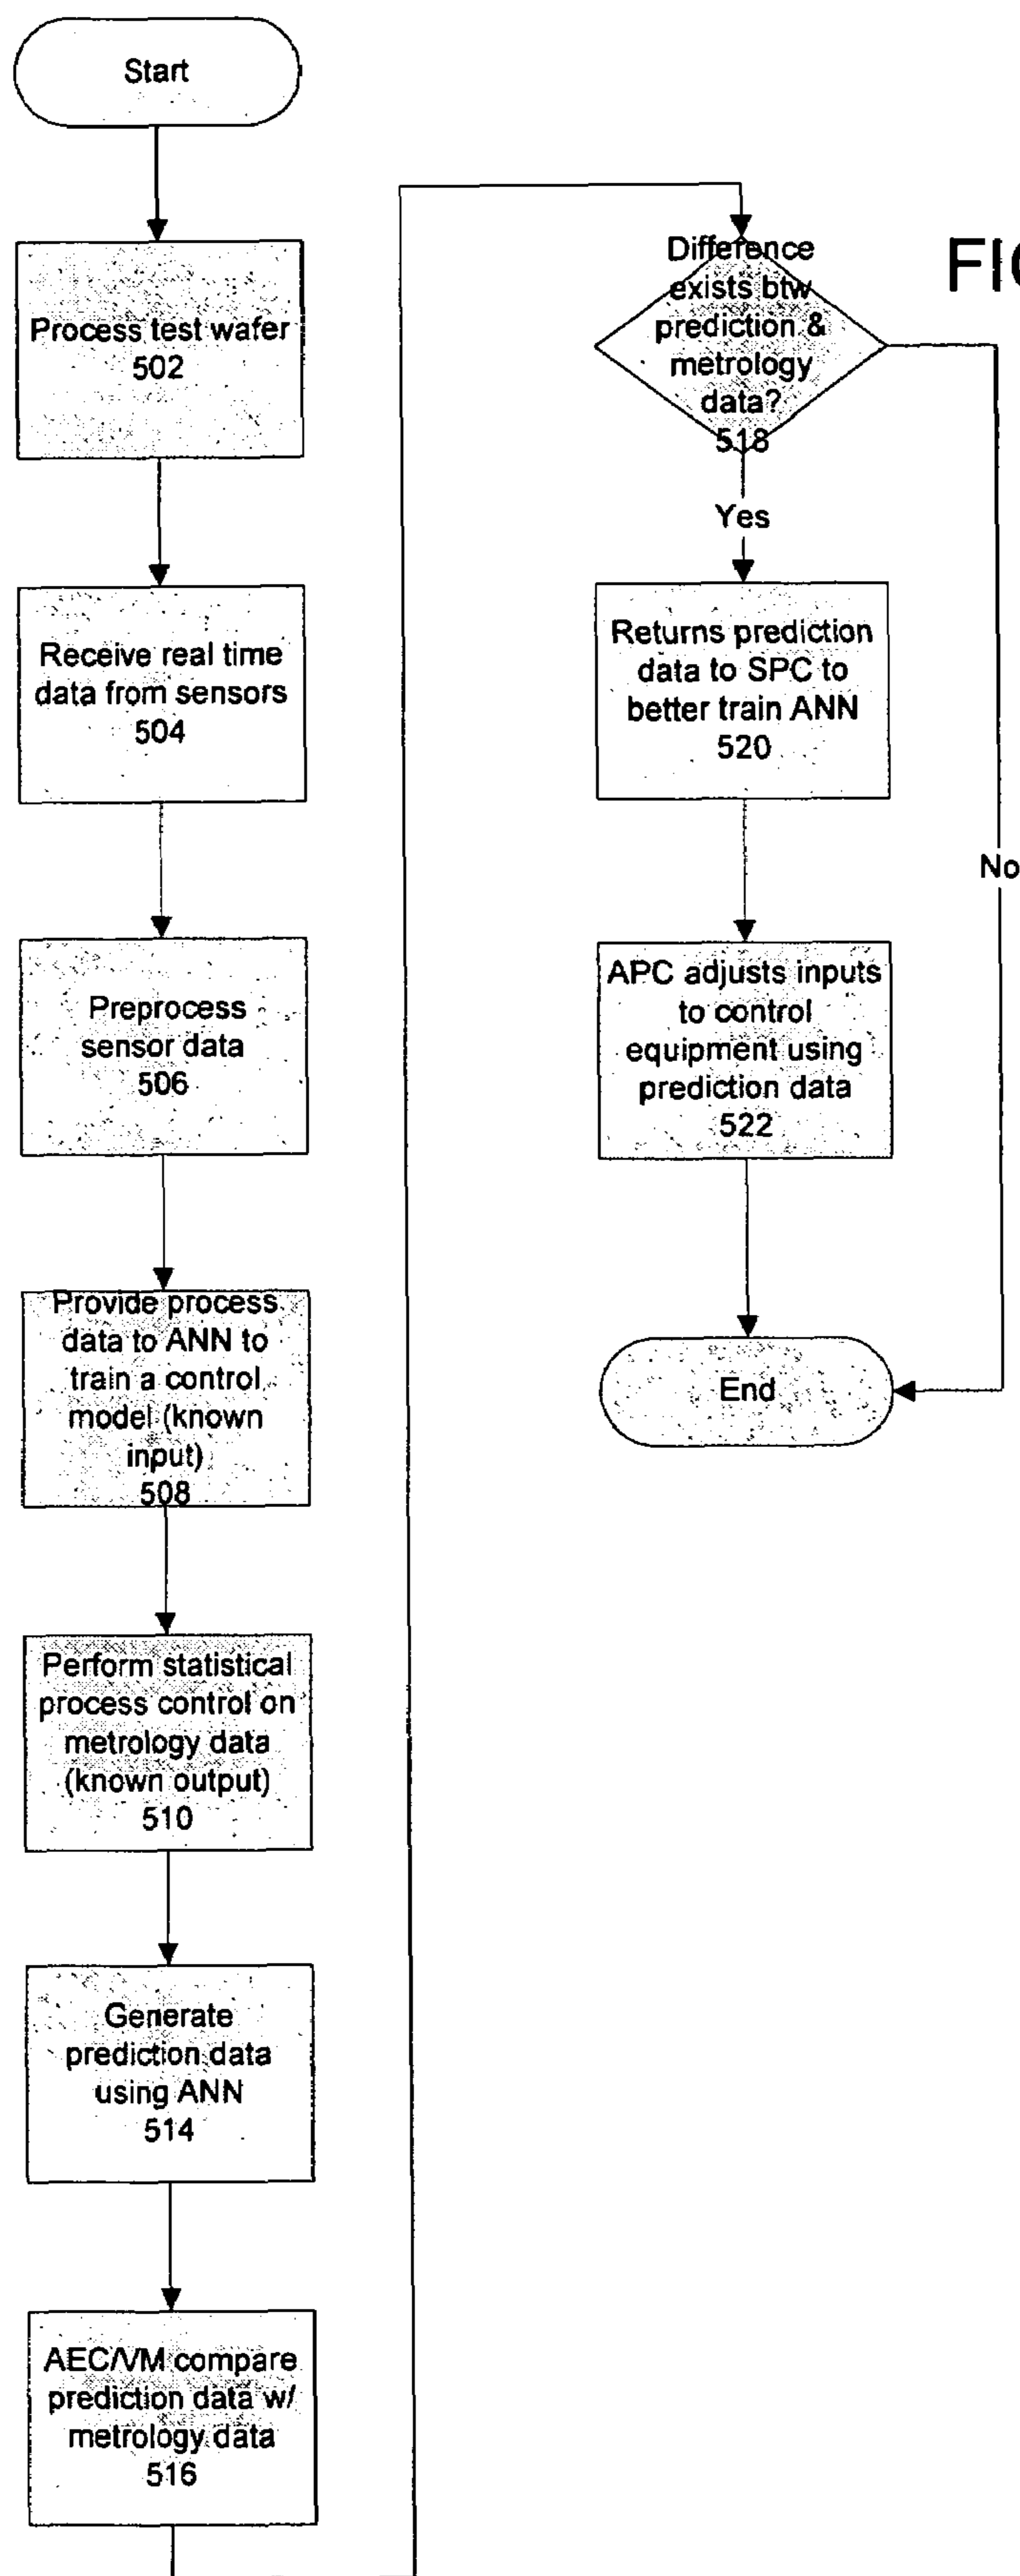 Start
Process test wafer
502
Receive real time
data from sensors
504
Preprocess
sensor data
506
Provide process
data to ANN to
train a control
model (known
input)
508
Perform statistical
process control on
metrology data
(known output)
510
Generate
prediction data
using ANN
514
AEC/VM compare
prediction data w/
metrology data
516
Difference
exists btw
prediction &
metrology
data?
518
Yes
Returns prediction
data to SPC to
better train ANN
520
APC adjusts inputs
to control
equipment using
prediction data
522
End
No